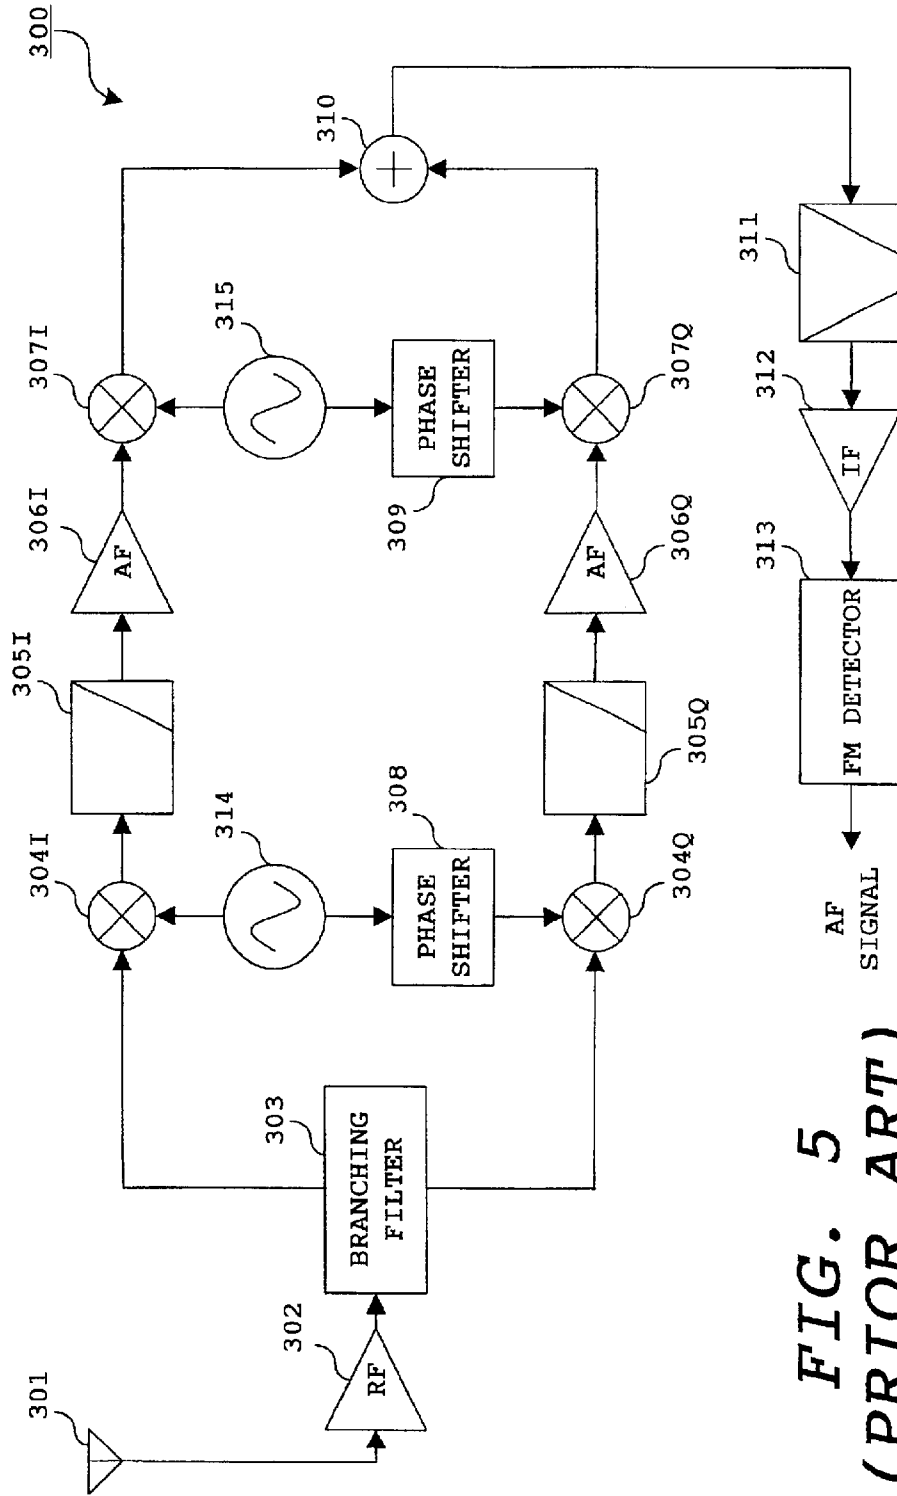 300
301
302
RF
303
BRANCHING
FILTER
304I
314
308
PHASE
SHIFTER
304Q
305I
305Q
306I
AF
306Q
AF
307I
315
309
PHASE
SHIFTER
307Q
310
311
312
IF
313
FM DETECTOR
AF
SIGNAL
FIG. 5
(PRIOR ART)